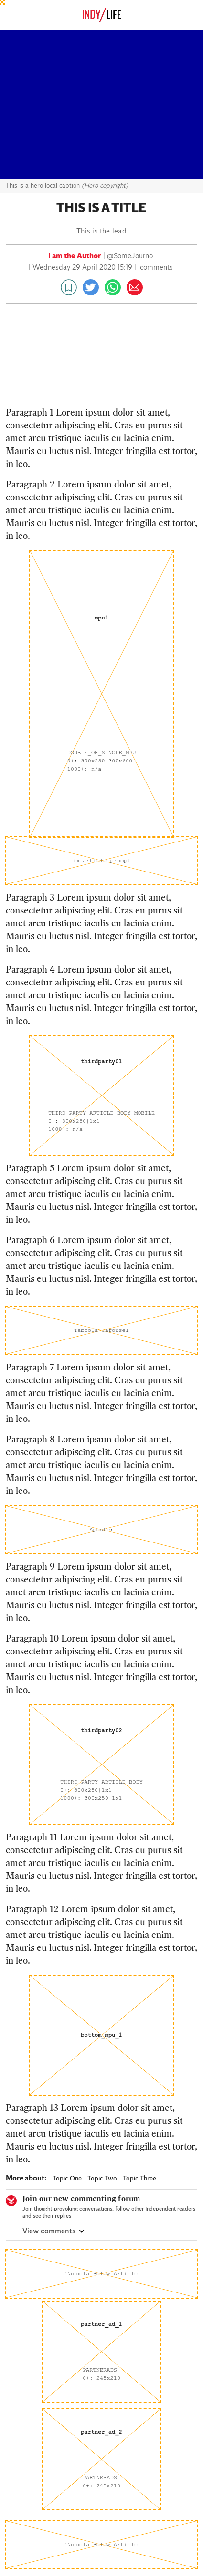 INDY/LIFE
This is a hero local caption (Hero copyright)
THIS IS A TITLE
This is the lead
I am the Author | @SomeJourno
| Wednesday 29 April 2020 15:19 | comments
Paragraph 1 Lorem ipsum dolor sit amet,
consectetur adipiscing elit. Cras eu purus sit
amet arcu tristique iaculis eu lacinia enim.
Mauris eu luctus nisl. Integer fringilla est tortor,
in leo.
Paragraph 2 Lorem ipsum dolor sit amet,
consectetur adipiscing elit. Cras eu purus sit
amet arcu tristique iaculis eu lacinia enim.
Mauris eu luctus nisl. Integer fringilla est tortor,
in leo.
mpu1
DOUBLE_OR_SINGLE_MPU
0+: 300x250|300x600
1000+: n/a
im article prompt
Paragraph 3 Lorem ipsum dolor sit amet,
consectetur adipiscing elit. Cras eu purus sit
amet arcu tristique iaculis eu lacinia enim.
Mauris eu luctus nisl. Integer fringilla est tortor,
in leo.
Paragraph 4 Lorem ipsum dolor sit amet,
consectetur adipiscing elit. Cras eu purus sit
amet arcu tristique iaculis eu lacinia enim.
Mauris eu luctus nisl. Integer fringilla est tortor,
in leo.
thirdparty01
THIRD_PARTY_ARTICLE_BODY_MOBILE
0+: 300x250|1x1
1000+: n/a
Paragraph 5 Lorem ipsum dolor sit amet,
consectetur adipiscing elit. Cras eu purus sit
amet arcu tristique iaculis eu lacinia enim.
Mauris eu luctus nisl. Integer fringilla est tortor,
in leo.
Paragraph 6 Lorem ipsum dolor sit amet,
consectetur adipiscing elit. Cras eu purus sit
amet arcu tristique iaculis eu lacinia enim.
Mauris eu luctus nisl. Integer fringilla est tortor,
in leo.
Taboola Carousel
Paragraph 7 Lorem ipsum dolor sit amet,
consectetur adipiscing elit. Cras eu purus sit
amet arcu tristique iaculis eu lacinia enim.
Mauris eu luctus nisl. Integer fringilla est tortor,
in leo.
Paragraph 8 Lorem ipsum dolor sit amet,
consectetur adipiscing elit. Cras eu purus sit
amet arcu tristique iaculis eu lacinia enim.
Mauris eu luctus nisl. Integer fringilla est tortor,
in leo.
Apester
Paragraph 9 Lorem ipsum dolor sit amet,
consectetur adipiscing elit. Cras eu purus sit
amet arcu tristique iaculis eu lacinia enim.
Mauris eu luctus nisl. Integer fringilla est tortor,
in leo.
Paragraph 10 Lorem ipsum dolor sit amet,
consectetur adipiscing elit. Cras eu purus sit
amet arcu tristique iaculis eu lacinia enim.
Mauris eu luctus nisl. Integer fringilla est tortor,
in leo.
thirdparty02
THIRD_PARTY_ARTICLE_BODY
0+: 300x250|1x1
1000+: 300x250|1x1
Paragraph 11 Lorem ipsum dolor sit amet,
consectetur adipiscing elit. Cras eu purus sit
amet arcu tristique iaculis eu lacinia enim.
Mauris eu luctus nisl. Integer fringilla est tortor,
in leo.
Paragraph 12 Lorem ipsum dolor sit amet,
consectetur adipiscing elit. Cras eu purus sit
amet arcu tristique iaculis eu lacinia enim.
Mauris eu luctus nisl. Integer fringilla est tortor,
in leo.
bottom_mpu_1
Paragraph 13 Lorem ipsum dolor sit amet,
consectetur adipiscing elit. Cras eu purus sit
amet arcu tristique iaculis eu lacinia enim.
Mauris eu luctus nisl. Integer fringilla est tortor,
in leo.
More about: Topic One Topic Two Topic Three
Join our new commenting forum
Join thought-provoking conversations, follow other Independent readers
and see their replies
View comments
Taboola Below Article
partner_ad_1
PARTNERADS
0+: 245x210
partner_ad_2
PARTNERADS
0+: 245x210
Taboola Below Article